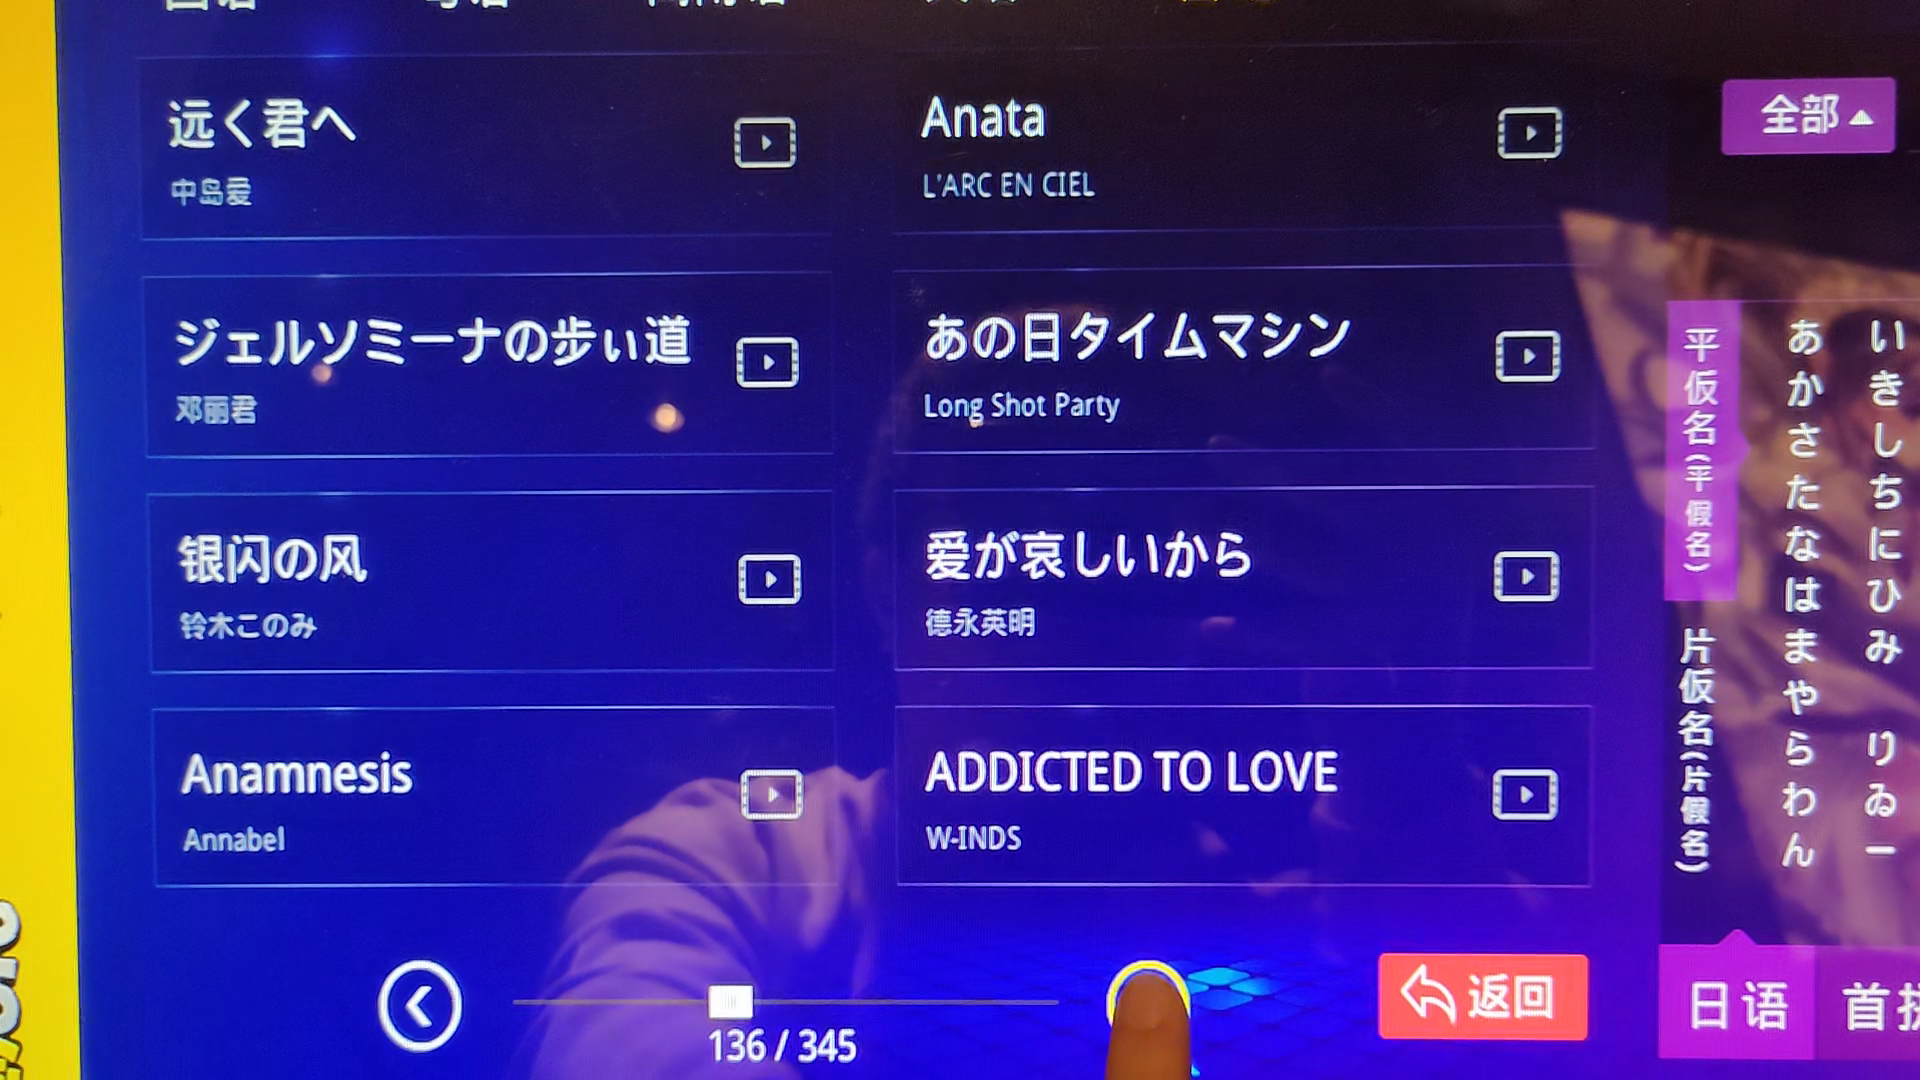 远く君へ
中岛爱
Anata
L'ARC EN CIEL
全部
ジェルソミーナの步ぃ道
邓丽君
あの日タイムマシン
Long Shot Party
银闪の风
铃木このみ
爱が哀しいから
德永英明
Anamnesis
Annabel
ADDICTED TO LOVE
W-INDS
平仮名(平假名)
片仮名(片假名)
あかさたなはまやらわん
いきしちにひみ りゐー
136 / 345
返回
日语
首